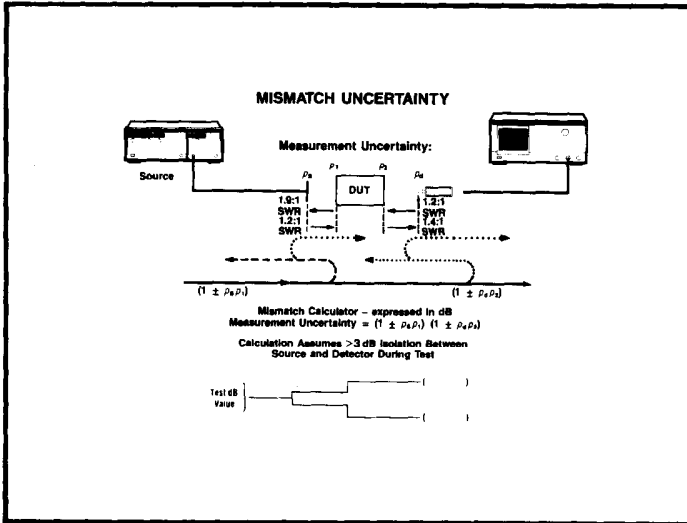 MISMATCH UNCERTAINTY
Measurement Uncertainty:
Source
ρs ρ1 ρ2 ρd
DUT
1.9:1
SWR
1.2:1
SWR
1.2:1
SWR
1.4:1
SWR
(1 ± ρsρ1) (1 ± ρdρ2)
Mismatch Calculator – expressed in dB
Measurement Uncertainty = (1 ± ρsρ1) (1 ± ρdρ2)
Calculation Assumes >3 dB Isolation Between
Source and Detector During Test
Test dB
Value
( )
( )